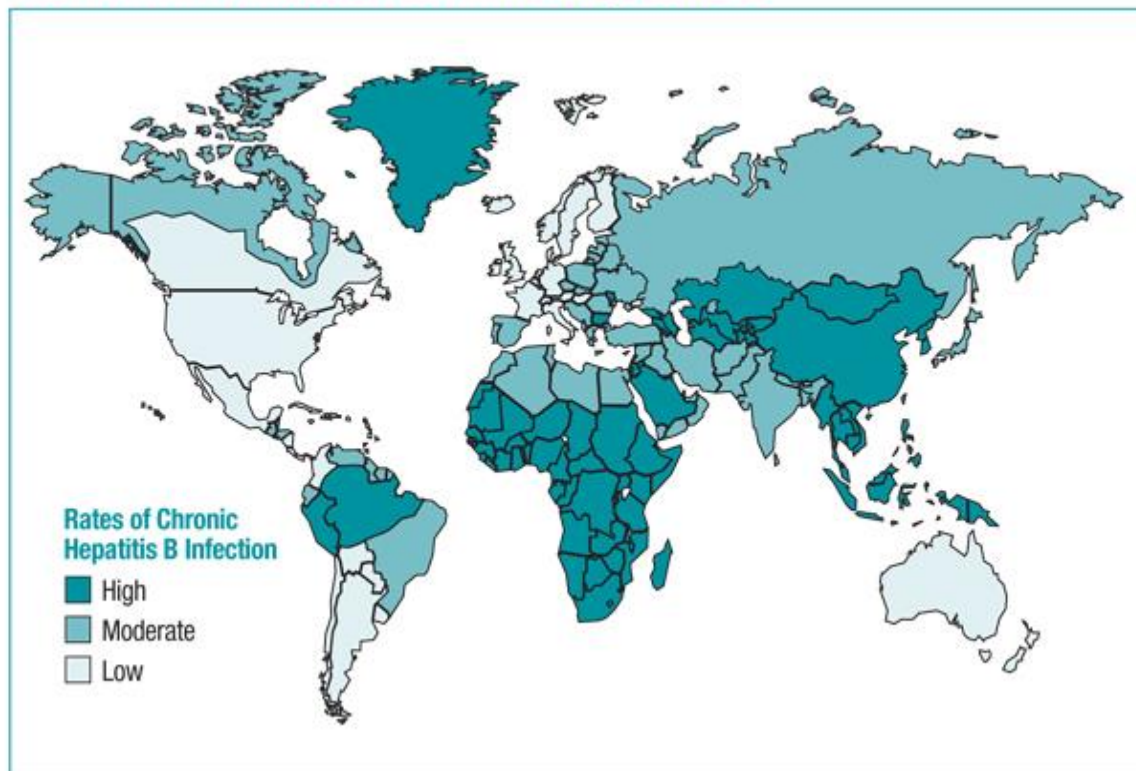 Rates of Chronic
Hepatitis B Infection
High
Moderate
Low